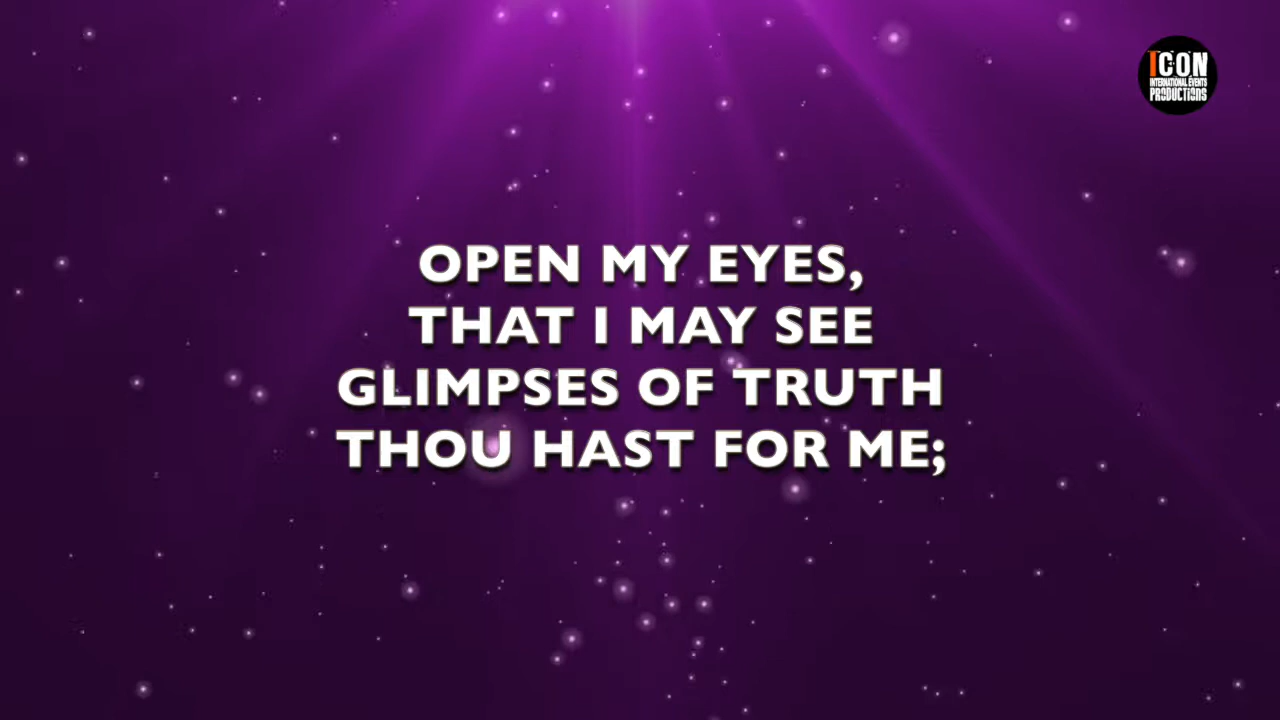 ICON
INTERNATIONAL EVENTS
PRODUCTIONS
OPEN MY EYES,
THAT I MAY SEE
GLIMPSES OF TRUTH
THOU HAST FOR ME;